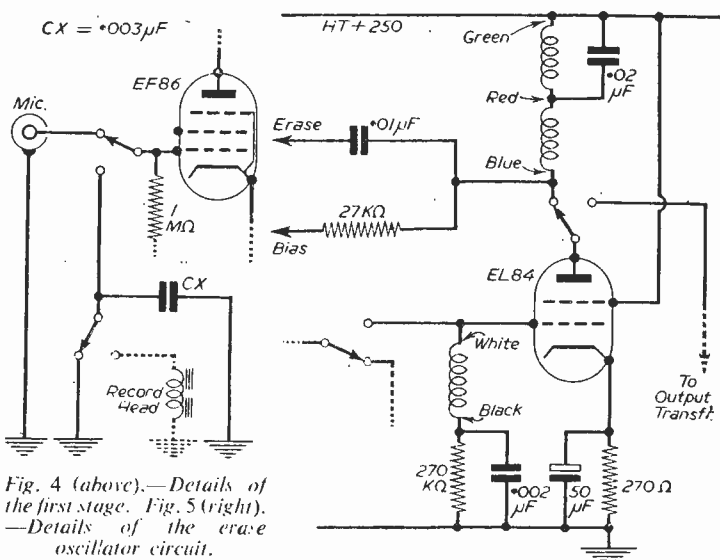 CX = ·003µF
EF86
Mic.
1
MΩ
CX
Record
Head
Fig. 4 (above).—Details of
the first stage. Fig. 5 (right).
—Details of the erase
oscillator circuit.
HT+250
Green
·02
µF
Red
Erase
·01µF
Blue
27KΩ
Bias
EL84
White
Black
270
KΩ
·002
µF
50
µF
270Ω
To
Output
Transfr.